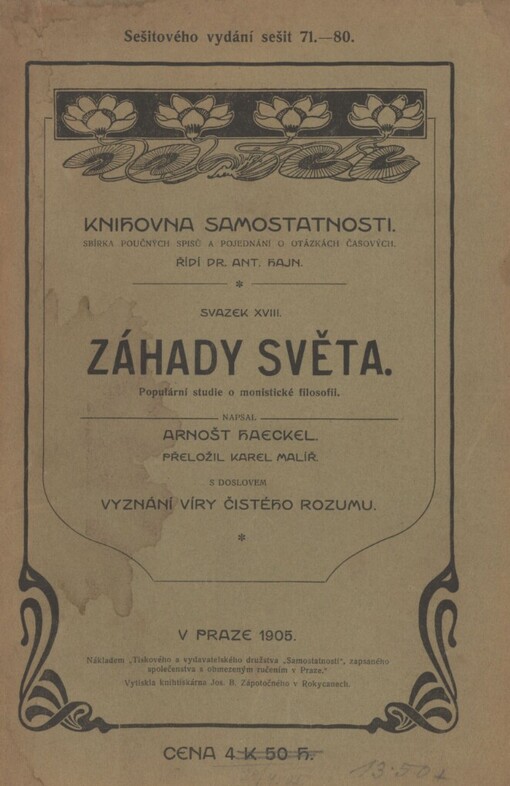 Sešitového vydání sešit 71.—80.
KNIHOVNA SAMOSTATNOSTI.
SBÍRKA POUČNÝCH SPISŮ A POJEDNÁNÍ O OTÁZKÁCH ČASOVÝCH.
ŘÍDÍ DR. ANT. HAJN.
*
SVAZEK XVIII.
ZÁHADY SVĚTA.
Populární studie o monistické filosofii.
NAPSAL
ARNOŠT HAECKEL.
PŘELOŽIL KAREL MALÍŘ.
S DOSLOVEM
VYZNÁNÍ VÍRY ČISTÉHO ROZUMU.
*
V PRAZE 1905.
Nákladem „Tiskového a vydavatelského družstva „Samostatnosti“, zapsaného
společenstva s obmezeným ručením v Praze.“
Vytiskla knihtiskárna Jos. B. Zápotočného v Rokycanech.
CENA 4 K 50 H.
13·50